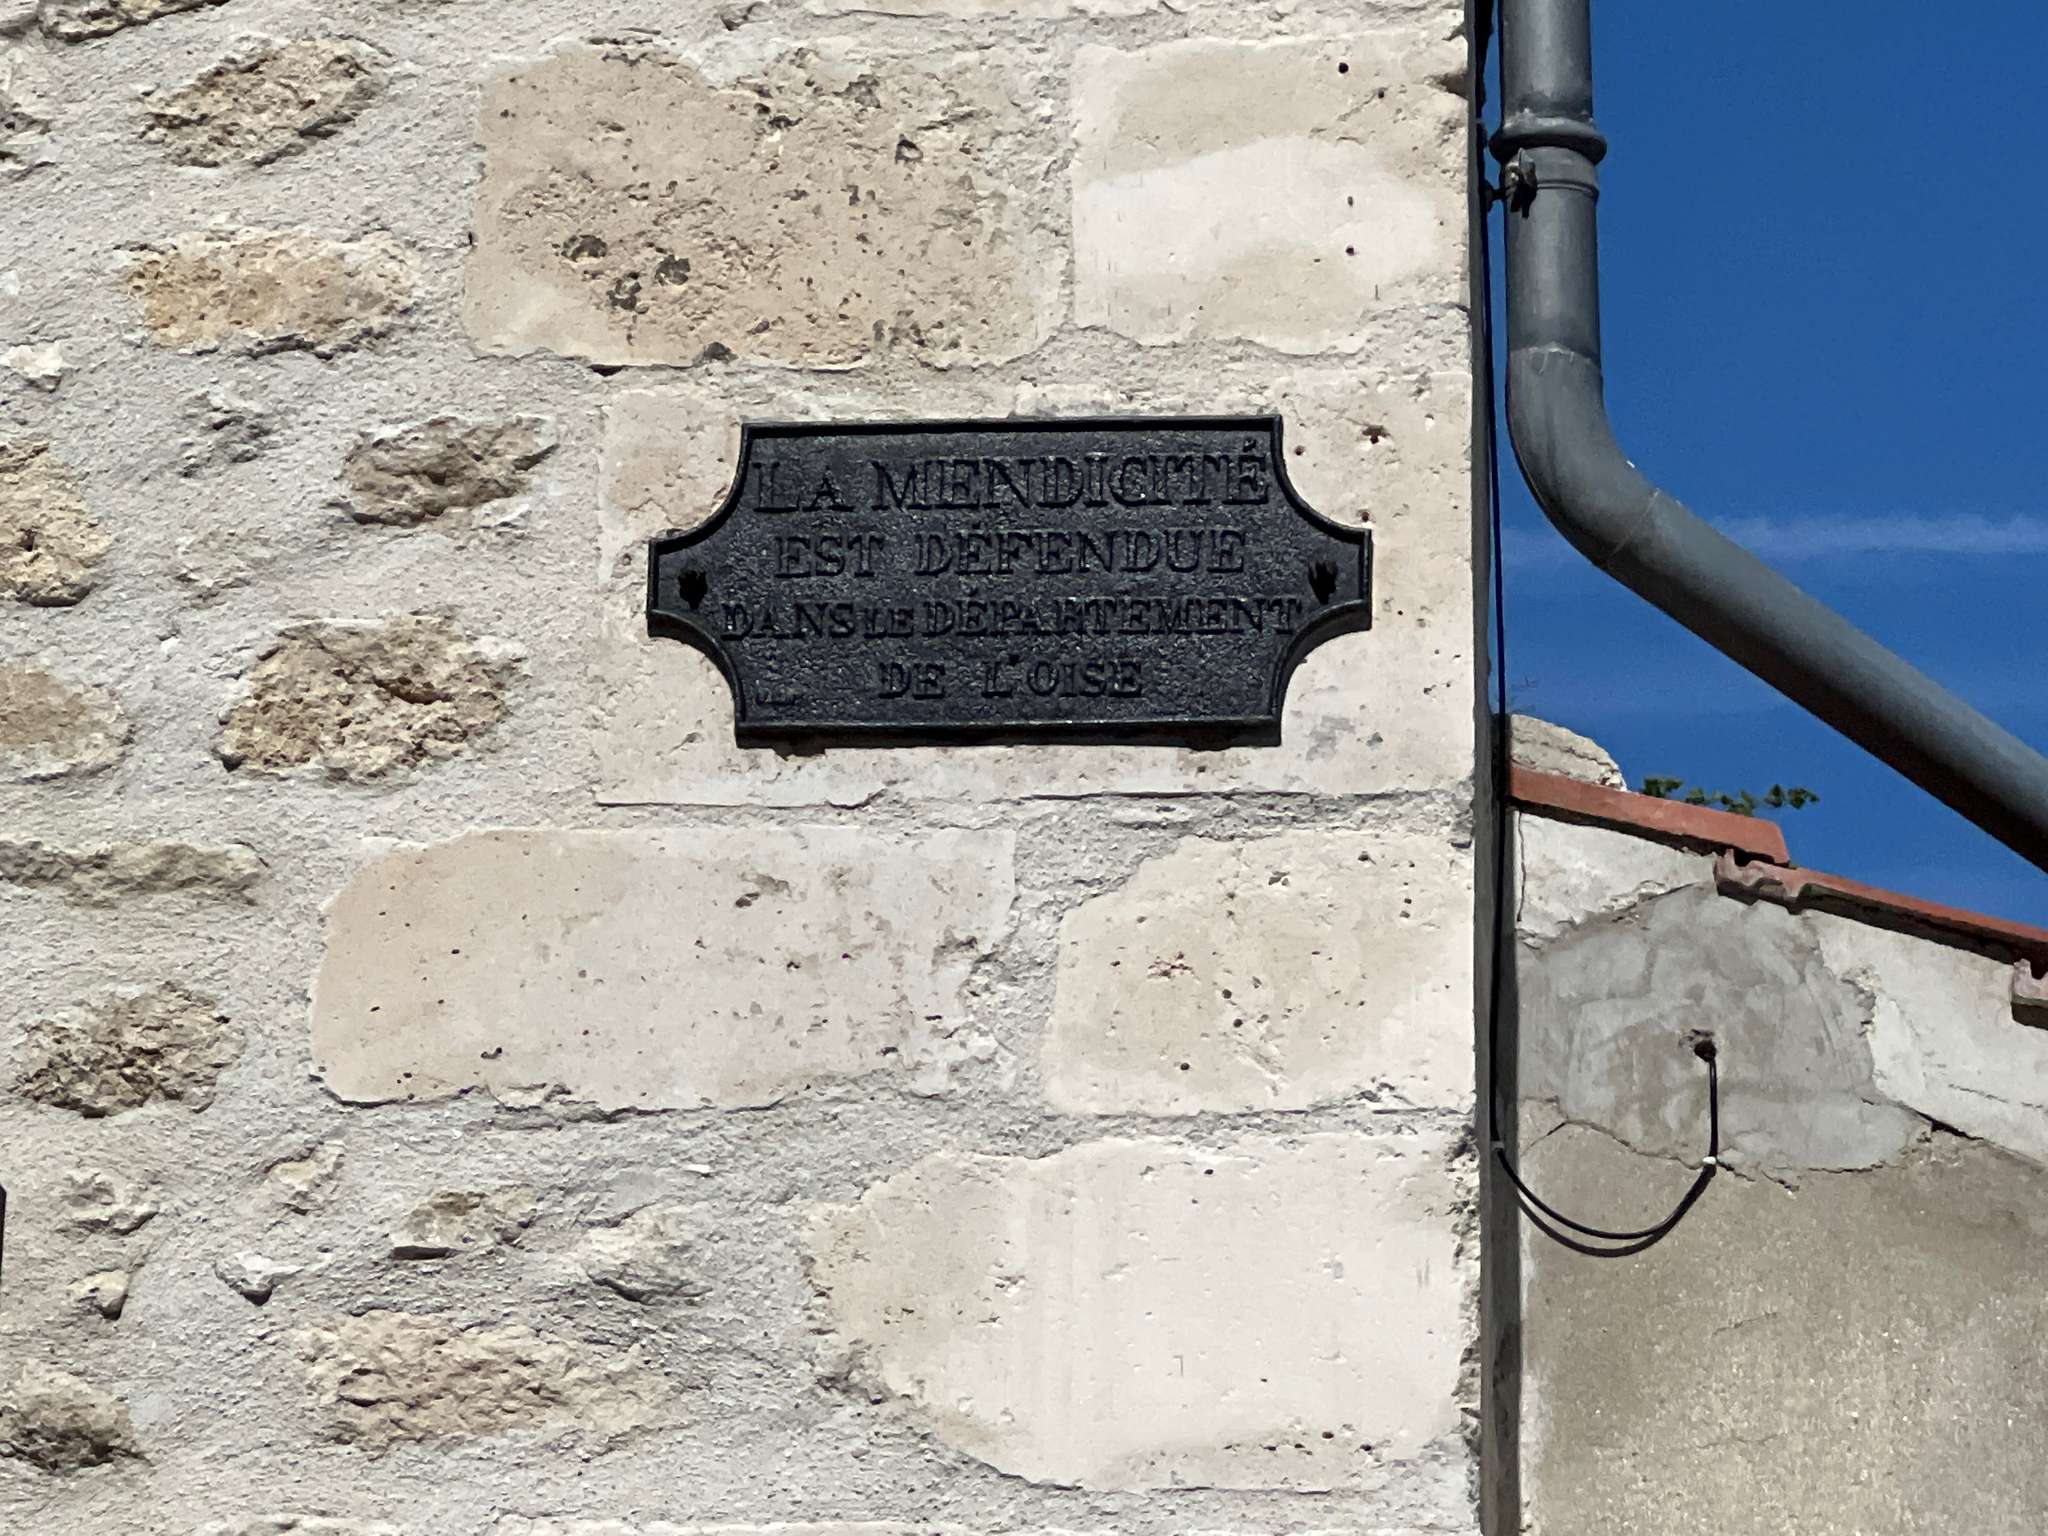 LA MENDICITÉ
EST DÉFENDUE
DANS LE DÉPARTEMENT
DE L'OISE